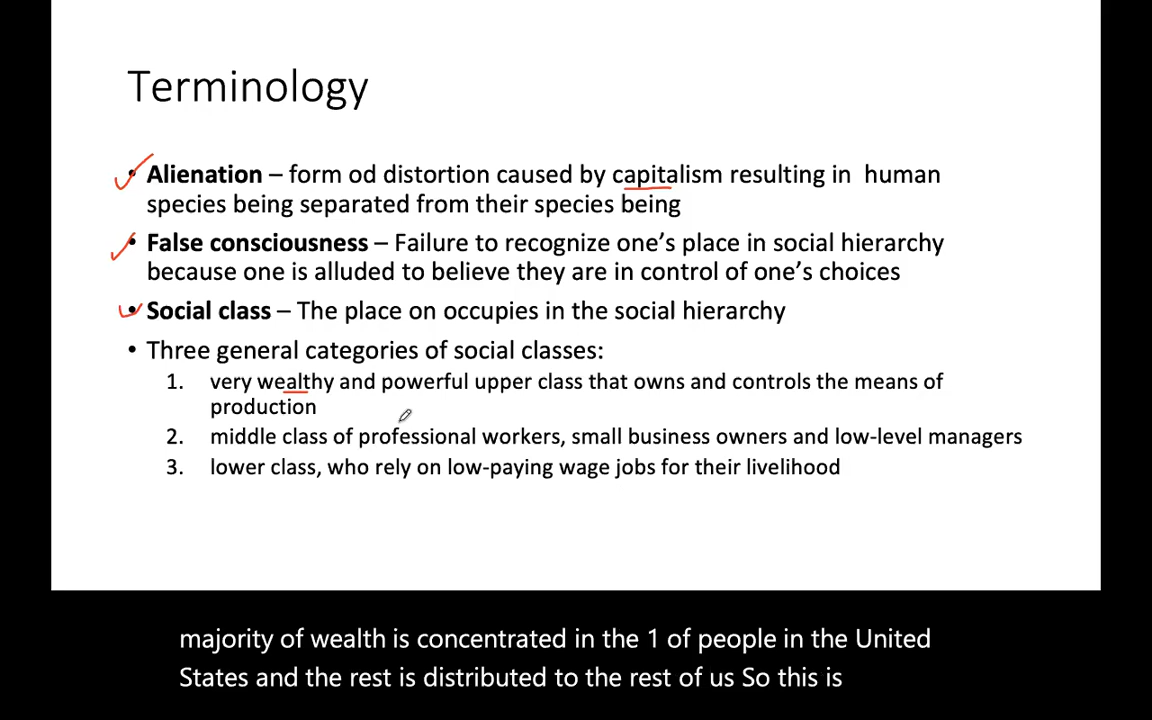 Terminology
• Alienation – form od distortion caused by capitalism resulting in human
species being separated from their species being
• False consciousness – Failure to recognize one's place in social hierarchy
because one is alluded to believe they are in control of one's choices
• Social class – The place on occupies in the social hierarchy
• Three general categories of social classes:
1. very wealthy and powerful upper class that owns and controls the means of
production
2. middle class of professional workers, small business owners and low-level managers
3. lower class, who rely on low-paying wage jobs for their livelihood
majority of wealth is concentrated in the 1 of people in the United
States and the rest is distributed to the rest of us So this is